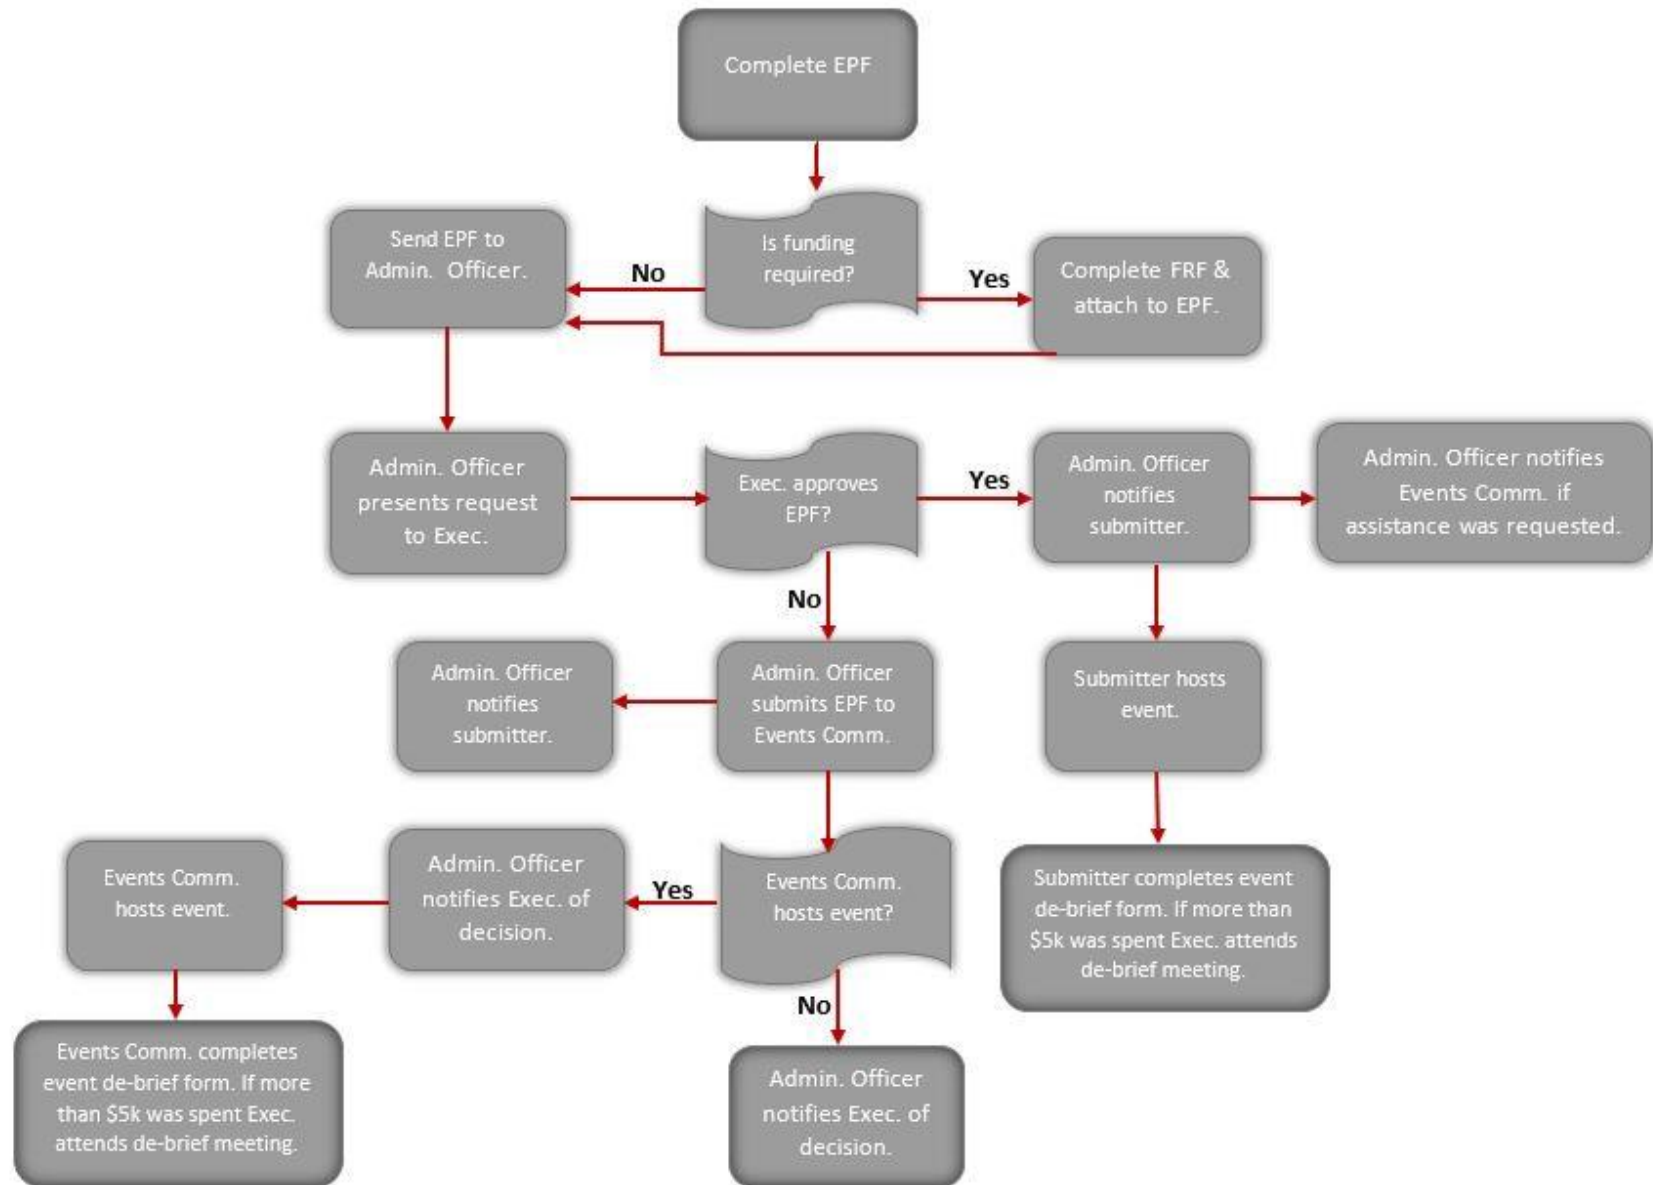 Complete EPF
Is funding
required?
No
Yes
Send EPF to
Admin. Officer.
Complete FRF &
attach to EPF.
Admin. Officer
presents request
to Exec.
Exec. approves
EPF?
Yes
No
Admin. Officer
notifies
submitter.
Admin. Officer notifies
Events Comm. if
assistance was requested.
Admin. Officer
notifies
submitter.
Admin. Officer
submits EPF to
Events Comm.
Submitter hosts
event.
Events Comm.
hosts event.
Admin. Officer
notifies Exec. of
decision.
Yes
Events Comm.
hosts event?
No
Submitter completes event
de-brief form. If more than
$5k was spent Exec. attends
de-brief meeting.
Events Comm. completes
event de-brief form. If more
than $5k was spent Exec.
attends de-brief meeting.
Admin. Officer
notifies Exec. of
decision.